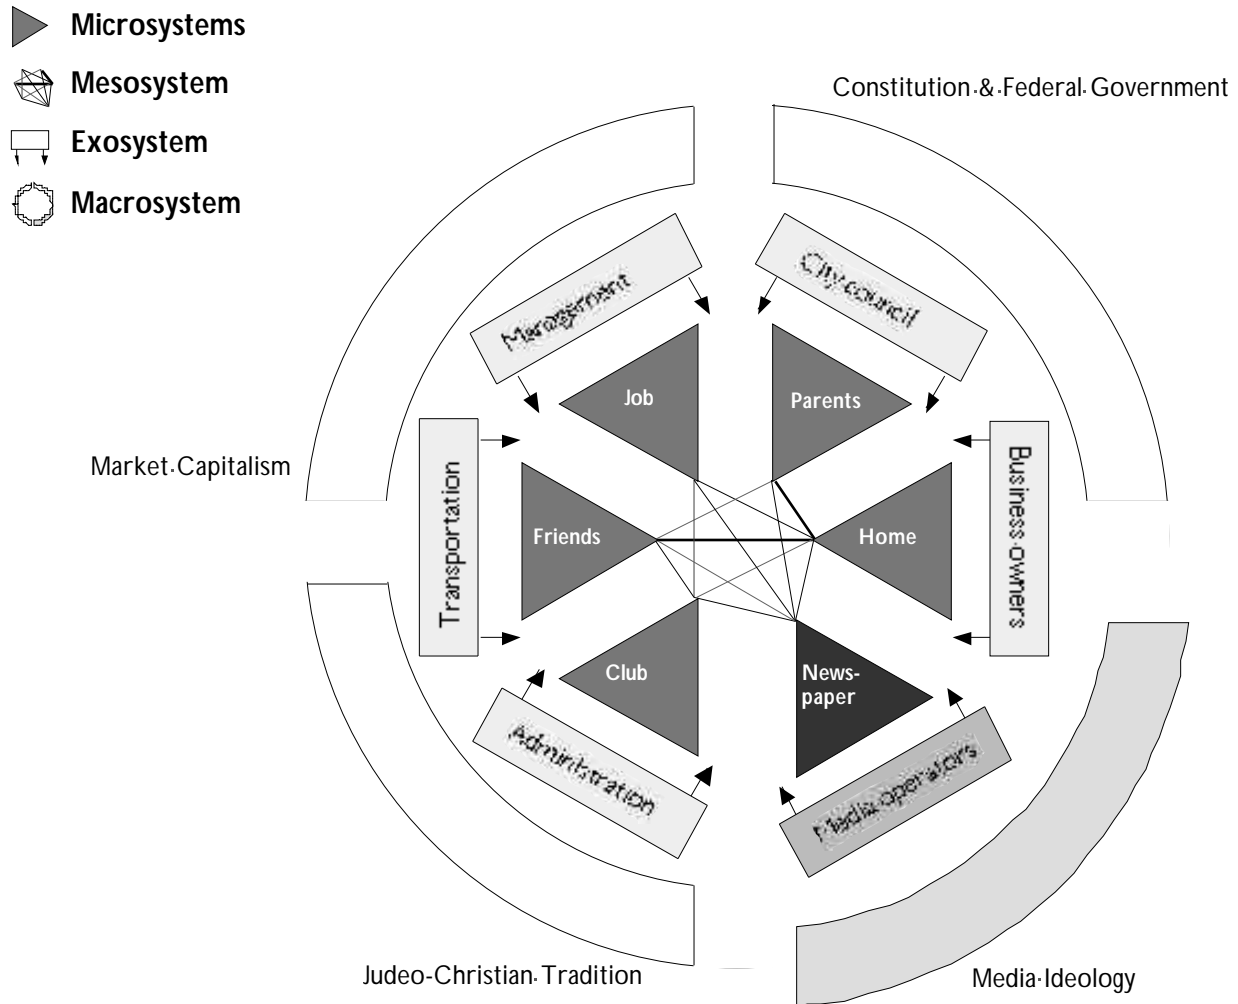 Microsystems
Mesosystem
Exosystem
Macrosystem
Constitution & Federal Government
Management
City council
Job
Parents
Market Capitalism
Transportation
Friends
Home
Business owners
Club
News-
paper
Administration
Media operators
Judeo-Christian Tradition
Media Ideology